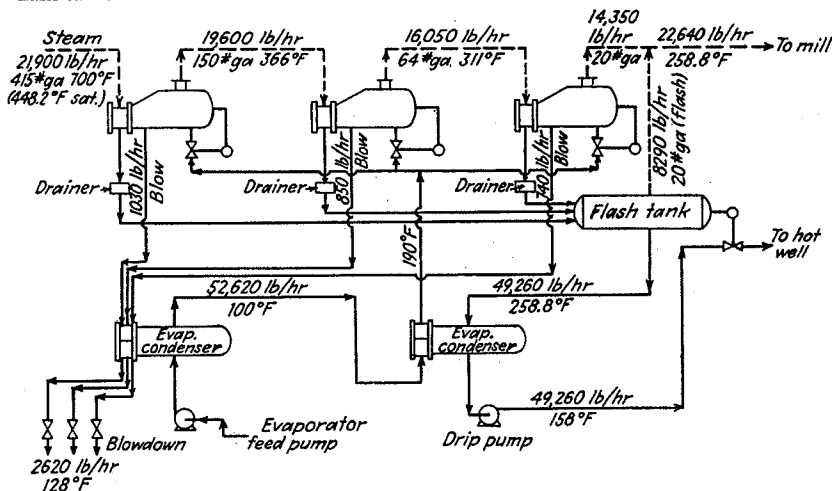 Steam
21,900 lb/hr
415#ga 700°F
(448.2°F sat.)
19,600 lb/hr
150#ga 366°F
16,050 lb/hr
64#ga. 311°F
14,350
lb/hr
20#ga
22,640 lb/hr
258.8°F
To mill
8290 lb/hr
20#ga (flash)
1030 lb/hr
Blow
850 lb/hr
Blow
740 lb/hr
Blow
Drainer
Drainer
Drainer
Flash tank
To hot
well
190°F
52,620 lb/hr
100°F
49,260 lb/hr
258.8°F
Evap.
condenser
Evap.
condenser
49,260 lb/hr
158°F
Evaporator
feed pump
Drip pump
Blowdown
2620 lb/hr
128°F